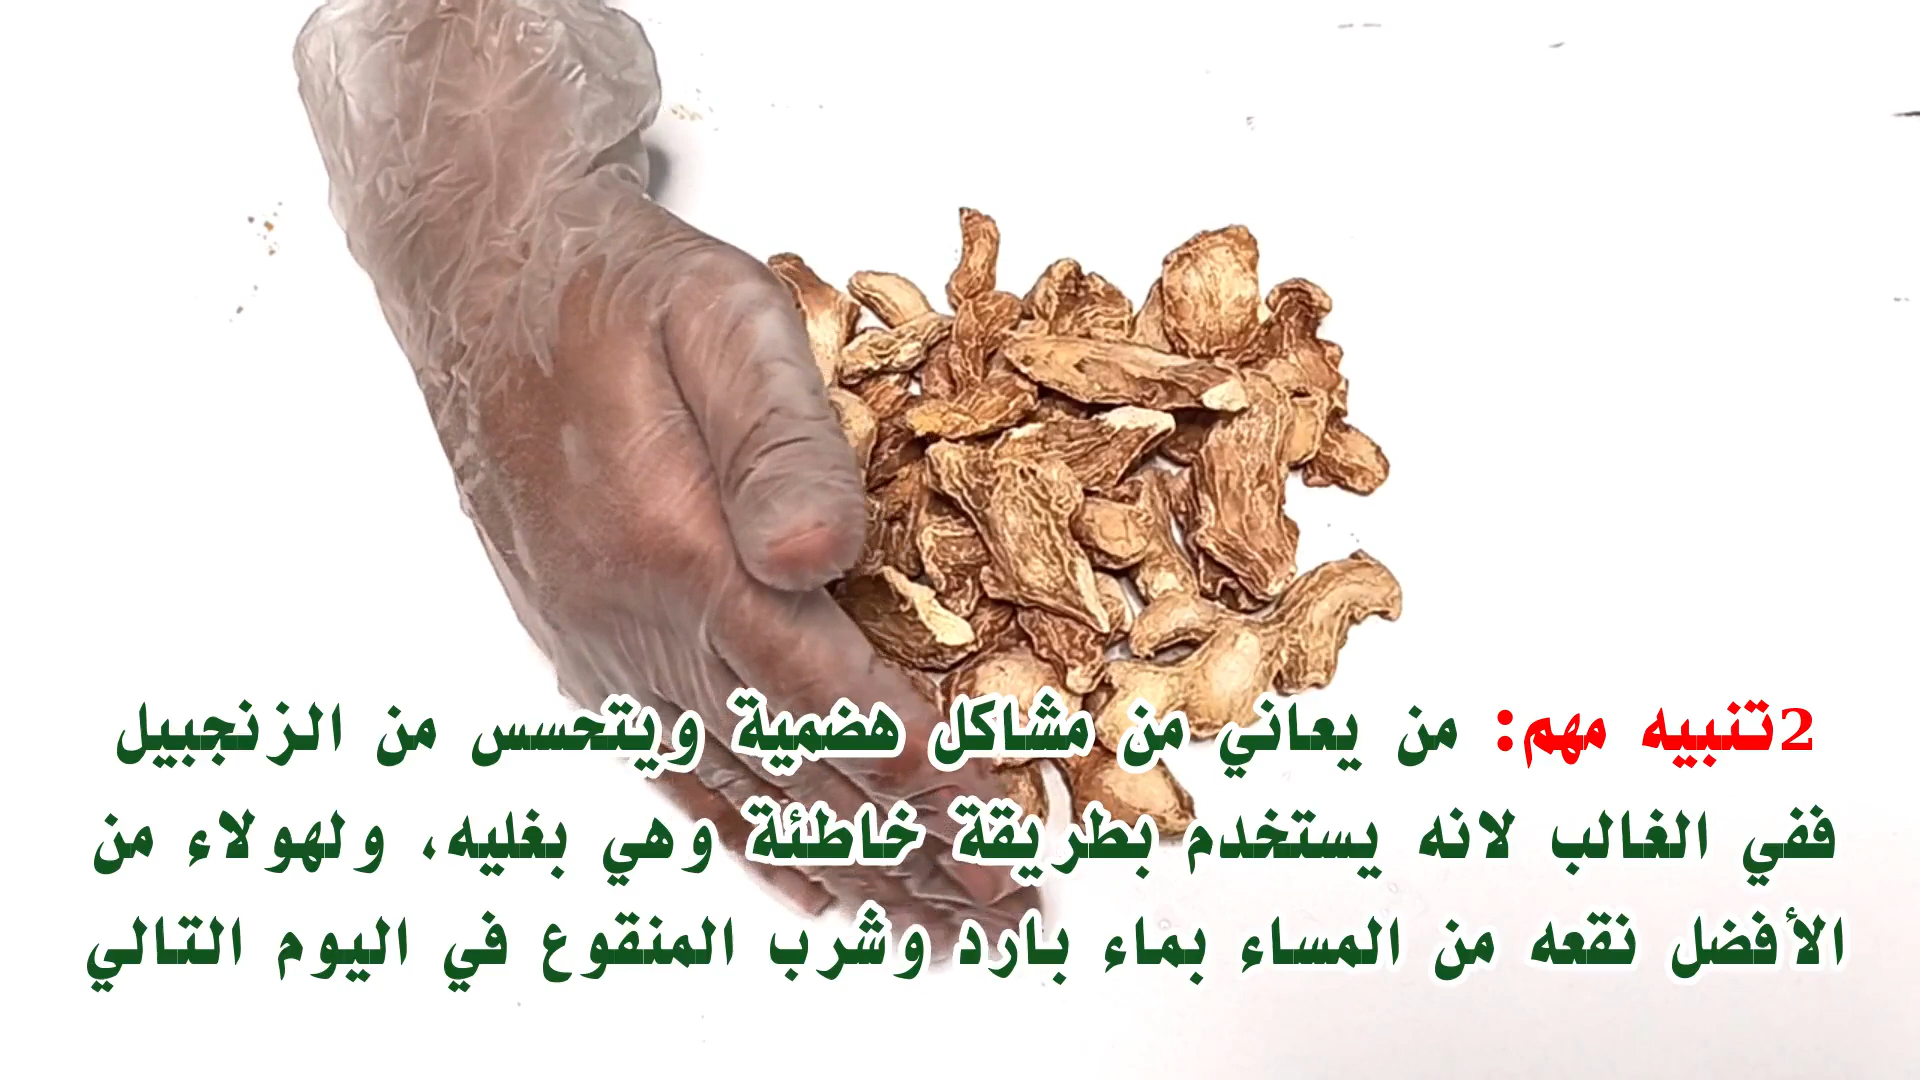 2تنبيه مهم: من يعاني من مشاكل هضمية ويتحسس من الزنجبيل
ففي الغالب لانه يستخدم بطريقة خاطئة وهي بغليه، ولهولاء من
الأفضل نقعه من المساء بماء بارد وشرب المنقوع في اليوم التالي